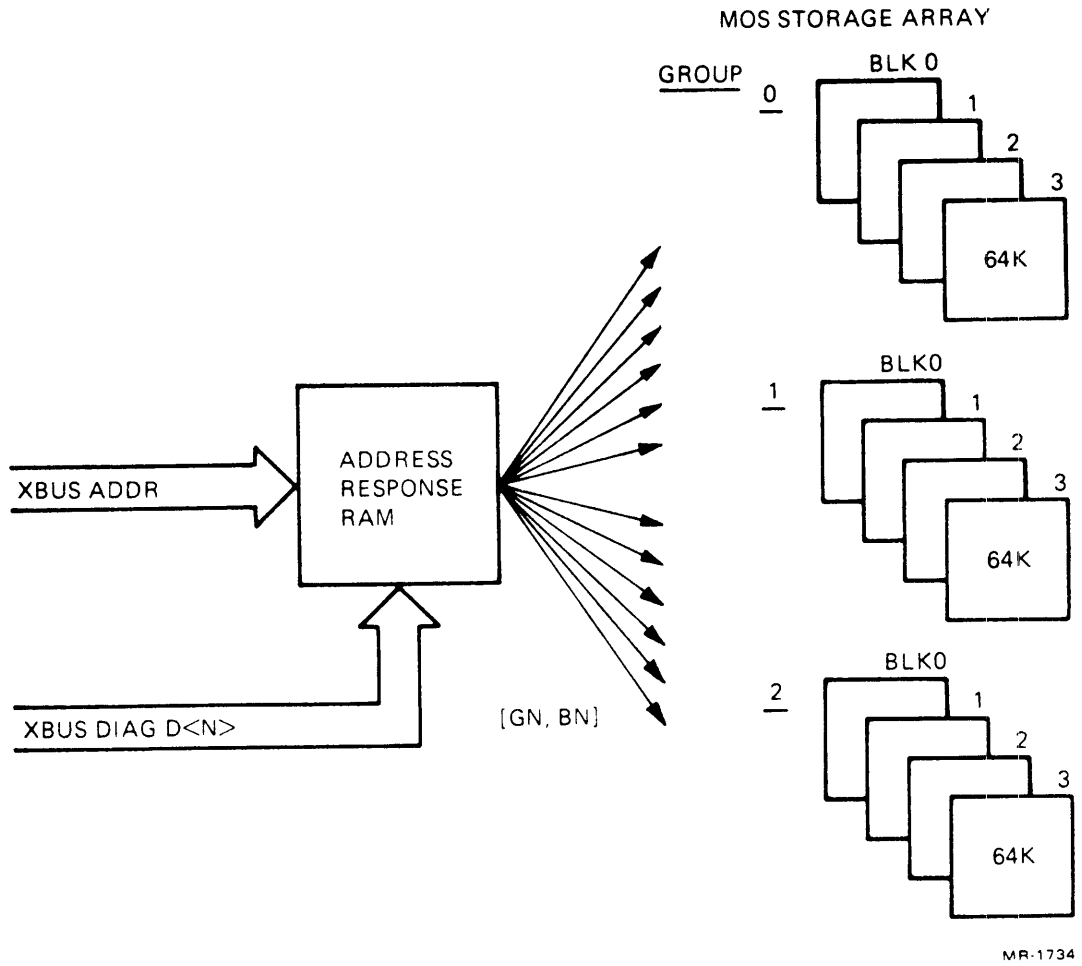 MOS STORAGE ARRAY
GROUP
0
BLK 0
1
2
3
64K
1
BLK0
1
2
3
64K
ADDRESS
RESPONSE
RAM
XBUS ADDR
XBUS DIAG D<N>
[GN, BN]
2
BLK0
1
2
3
64K
MR-1734